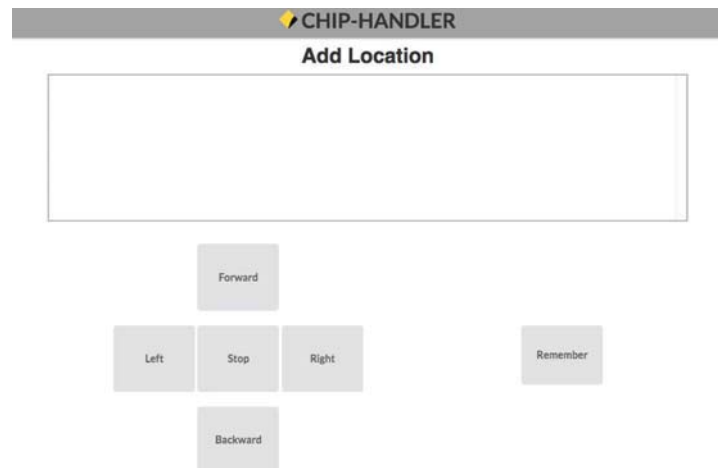 CHIP-HANDLER
Add Location
Forward
Left Stop Right Remember
Backward